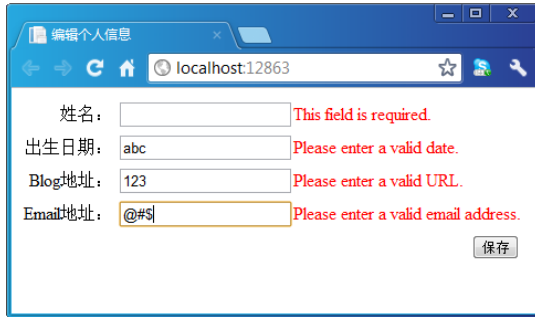 编辑个人信息
localhost:12863
姓名： This field is required.
出生日期： abc Please enter a valid date.
Blog地址： 123 Please enter a valid URL.
Email地址： @#$ Please enter a valid email address.
保存